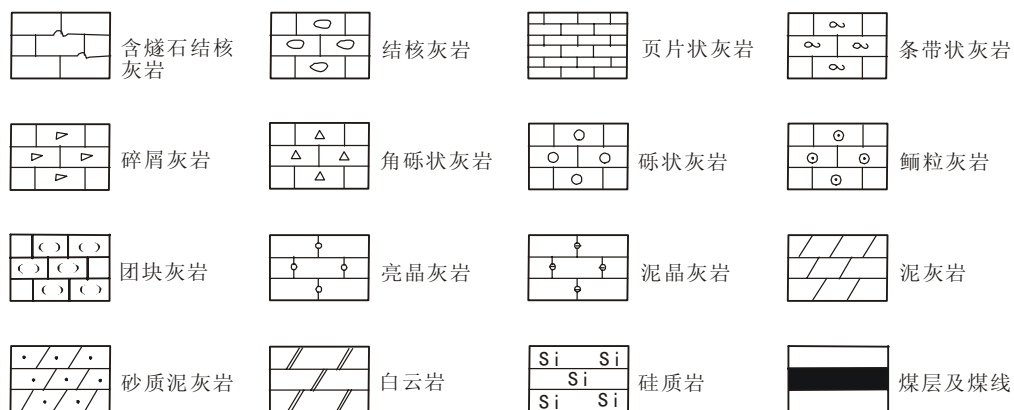 含燧石结核
灰岩
结核灰岩
页片状灰岩
条带状灰岩
碎屑灰岩
角砾状灰岩
砾状灰岩
鲕粒灰岩
团块灰岩
亮晶灰岩
泥晶灰岩
泥灰岩
砂质泥灰岩
白云岩
Si Si
Si
Si Si
硅质岩
煤层及煤线